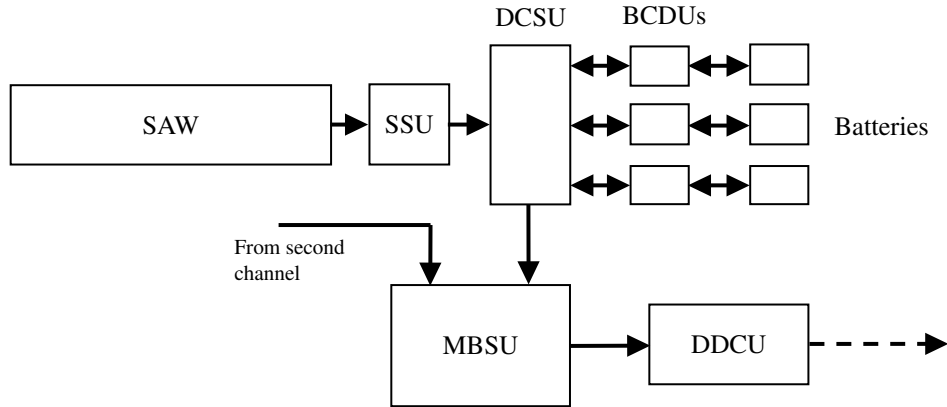 DCSU
BCDUs
SAW
SSU
Batteries
From second
channel
MBSU
DDCU